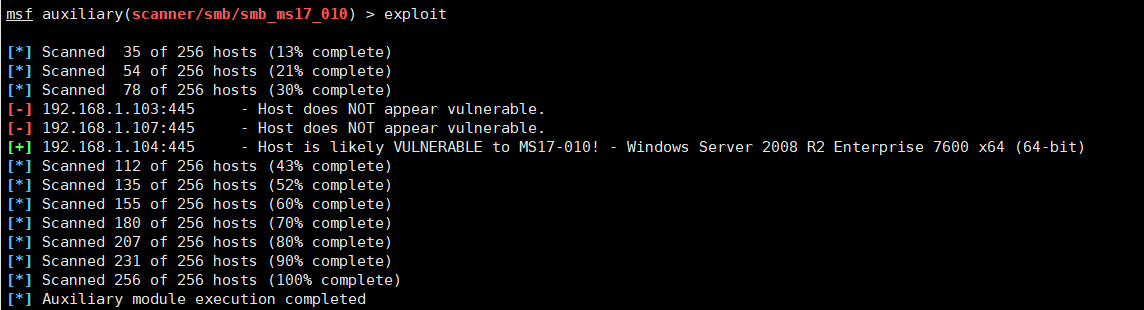 msf auxiliary(scanner/smb/smb_ms17_010) > exploit
[*] Scanned  35 of 256 hosts (13% complete)
[*] Scanned  54 of 256 hosts (21% complete)
[*] Scanned  78 of 256 hosts (30% complete)
[-] 192.168.1.103:445     - Host does NOT appear vulnerable.
[-] 192.168.1.107:445     - Host does NOT appear vulnerable.
[+] 192.168.1.104:445     - Host is likely VULNERABLE to MS17-010! - Windows Server 2008 R2 Enterprise 7600 x64 (64-bit)
[*] Scanned 112 of 256 hosts (43% complete)
[*] Scanned 135 of 256 hosts (52% complete)
[*] Scanned 155 of 256 hosts (60% complete)
[*] Scanned 180 of 256 hosts (70% complete)
[*] Scanned 207 of 256 hosts (80% complete)
[*] Scanned 231 of 256 hosts (90% complete)
[*] Scanned 256 of 256 hosts (100% complete)
[*] Auxiliary module execution completed